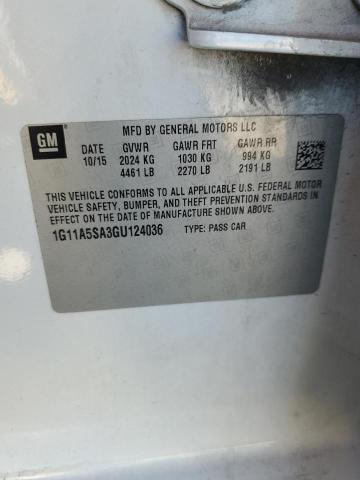 GM
MFD BY GENERAL MOTORS LLC
DATE GVWR GAWR FRT GAWR RR
10/15 2024 KG 1030 KG 994 KG
4461 LB 2270 LB 2191 LB
THIS VEHICLE CONFORMS TO ALL APPLICABLE U.S. FEDERAL MOTOR
VEHICLE SAFETY, BUMPER, AND THEFT PREVENTION STANDARDS
IN EFFECT ON THE DATE OF MANUFACTURE SHOWN ABOVE.
1G11A5SA3GU124036 TYPE: PASS CAR